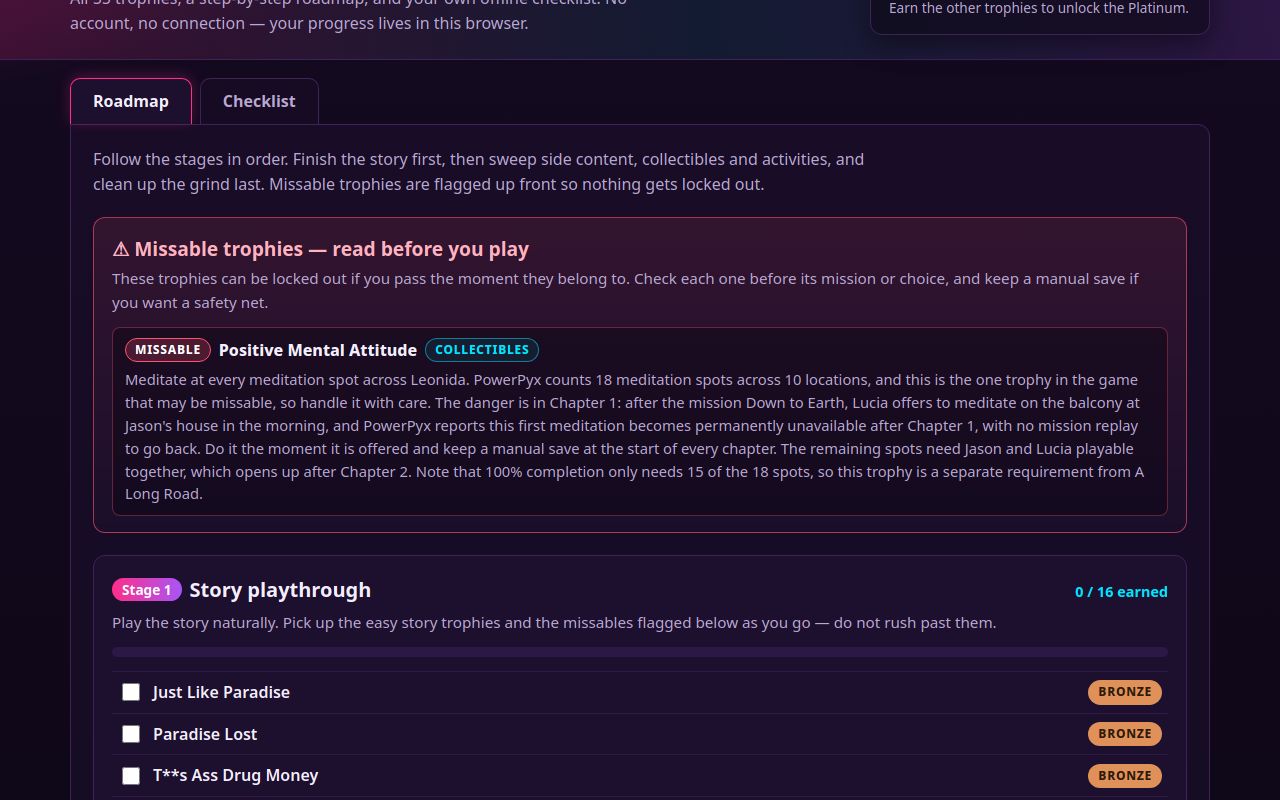 All 53 trophies, a step-by-step roadmap, and your own offline checklist. No
account, no connection — your progress lives in this browser.
Earn the other trophies to unlock the Platinum.
Roadmap
Checklist
Follow the stages in order. Finish the story first, then sweep side content, collectibles and activities, and
clean up the grind last. Missable trophies are flagged up front so nothing gets locked out.
⚠ Missable trophies — read before you play
These trophies can be locked out if you pass the moment they belong to. Check each one before its mission or choice, and keep a manual save if
you want a safety net.
MISSABLE Positive Mental Attitude COLLECTIBLES
Meditate at every meditation spot across Leonida. PowerPyx counts 18 meditation spots across 10 locations, and this is the one trophy in the game
that may be missable, so handle it with care. The danger is in Chapter 1: after the mission Down to Earth, Lucia offers to meditate on the balcony at
Jason's house in the morning, and PowerPyx reports this first meditation becomes permanently unavailable after Chapter 1, with no mission replay
to go back. Do it the moment it is offered and keep a manual save at the start of every chapter. The remaining spots need Jason and Lucia playable
together, which opens up after Chapter 2. Note that 100% completion only needs 15 of the 18 spots, so this trophy is a separate requirement from A
Long Road.
Stage 1 Story playthrough 0 / 16 earned
Play the story naturally. Pick up the easy story trophies and the missables flagged below as you go — do not rush past them.
Just Like Paradise BRONZE
Paradise Lost BRONZE
T**s Ass Drug Money BRONZE